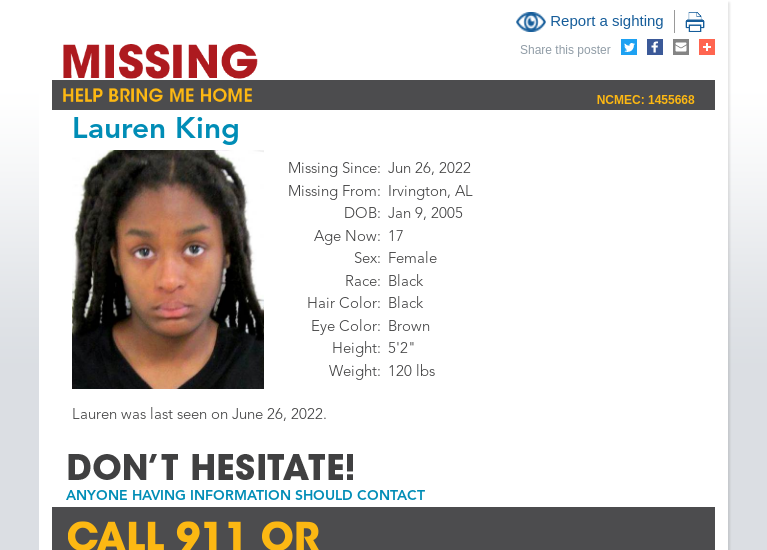 Report a sighting
Share this poster
MISSING
HELP BRING ME HOME
NCMEC: 1455668
Lauren King
Missing Since: Jun 26, 2022
Missing From: Irvington, AL
DOB: Jan 9, 2005
Age Now: 17
Sex: Female
Race: Black
Hair Color: Black
Eye Color: Brown
Height: 5'2"
Weight: 120 lbs
Lauren was last seen on June 26, 2022.
DON'T HESITATE!
ANYONE HAVING INFORMATION SHOULD CONTACT
CALL 911 OR